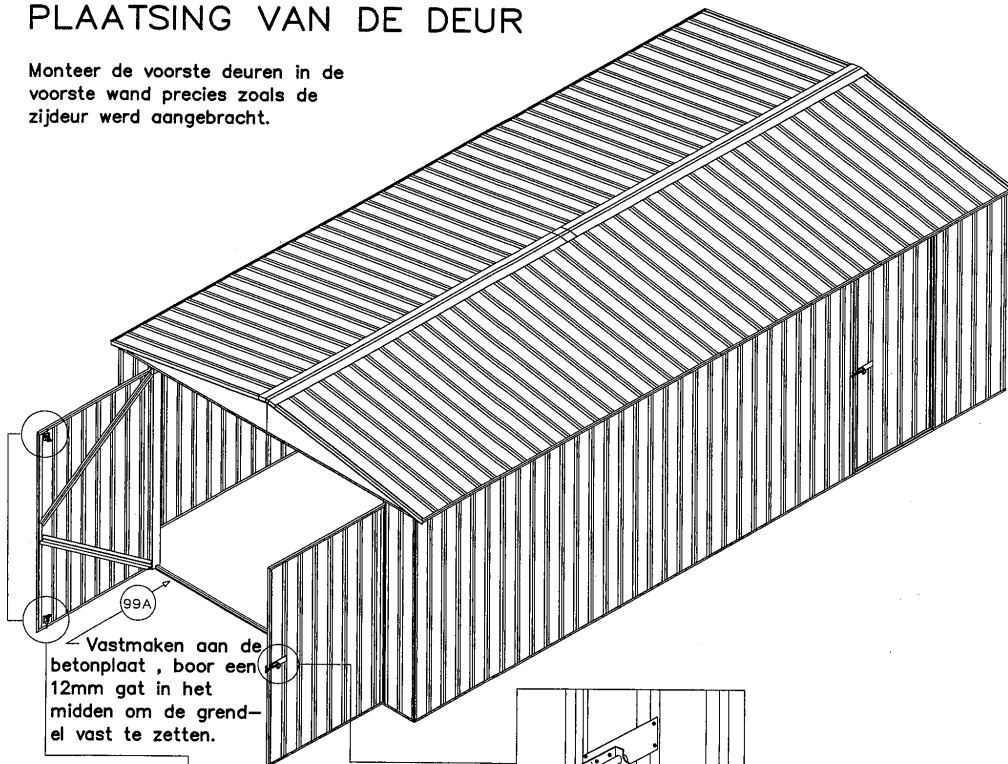 PLAATSING VAN DE DEUR
Monteer de voorste deuren in de
voorste wand precies zoals de
zijdeur werd aangebracht.
99A
Vastmaken aan de
betonplaat , boor een
12mm gat in het
midden om de grend-
el vast te zetten.